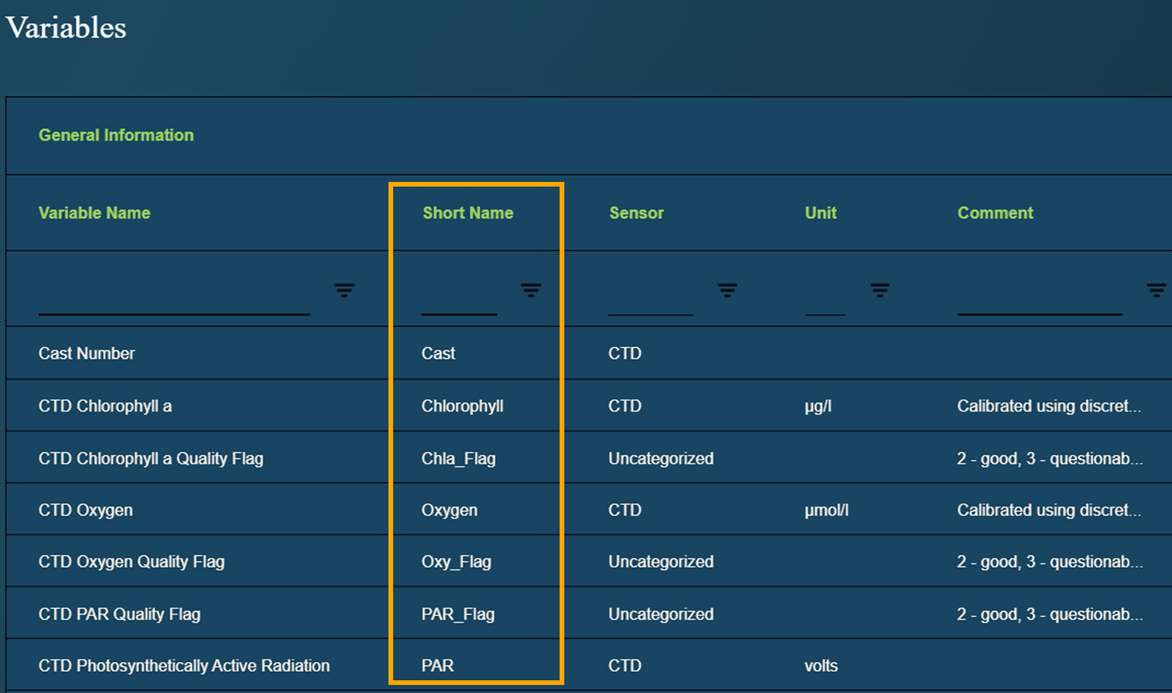 Variables
General Information
Variable Name Short Name Sensor Unit Comment
Cast Number Cast CTD
CTD Chlorophyll a Chlorophyll CTD µg/l Calibrated using discret...
CTD Chlorophyll a Quality Flag Chla_Flag Uncategorized 2 - good, 3 - questionab...
CTD Oxygen Oxygen CTD µmol/l Calibrated using discret...
CTD Oxygen Quality Flag Oxy_Flag Uncategorized 2 - good, 3 - questionab...
CTD PAR Quality Flag PAR_Flag Uncategorized 2 - good, 3 - questionab...
CTD Photosynthetically Active Radiation PAR CTD volts